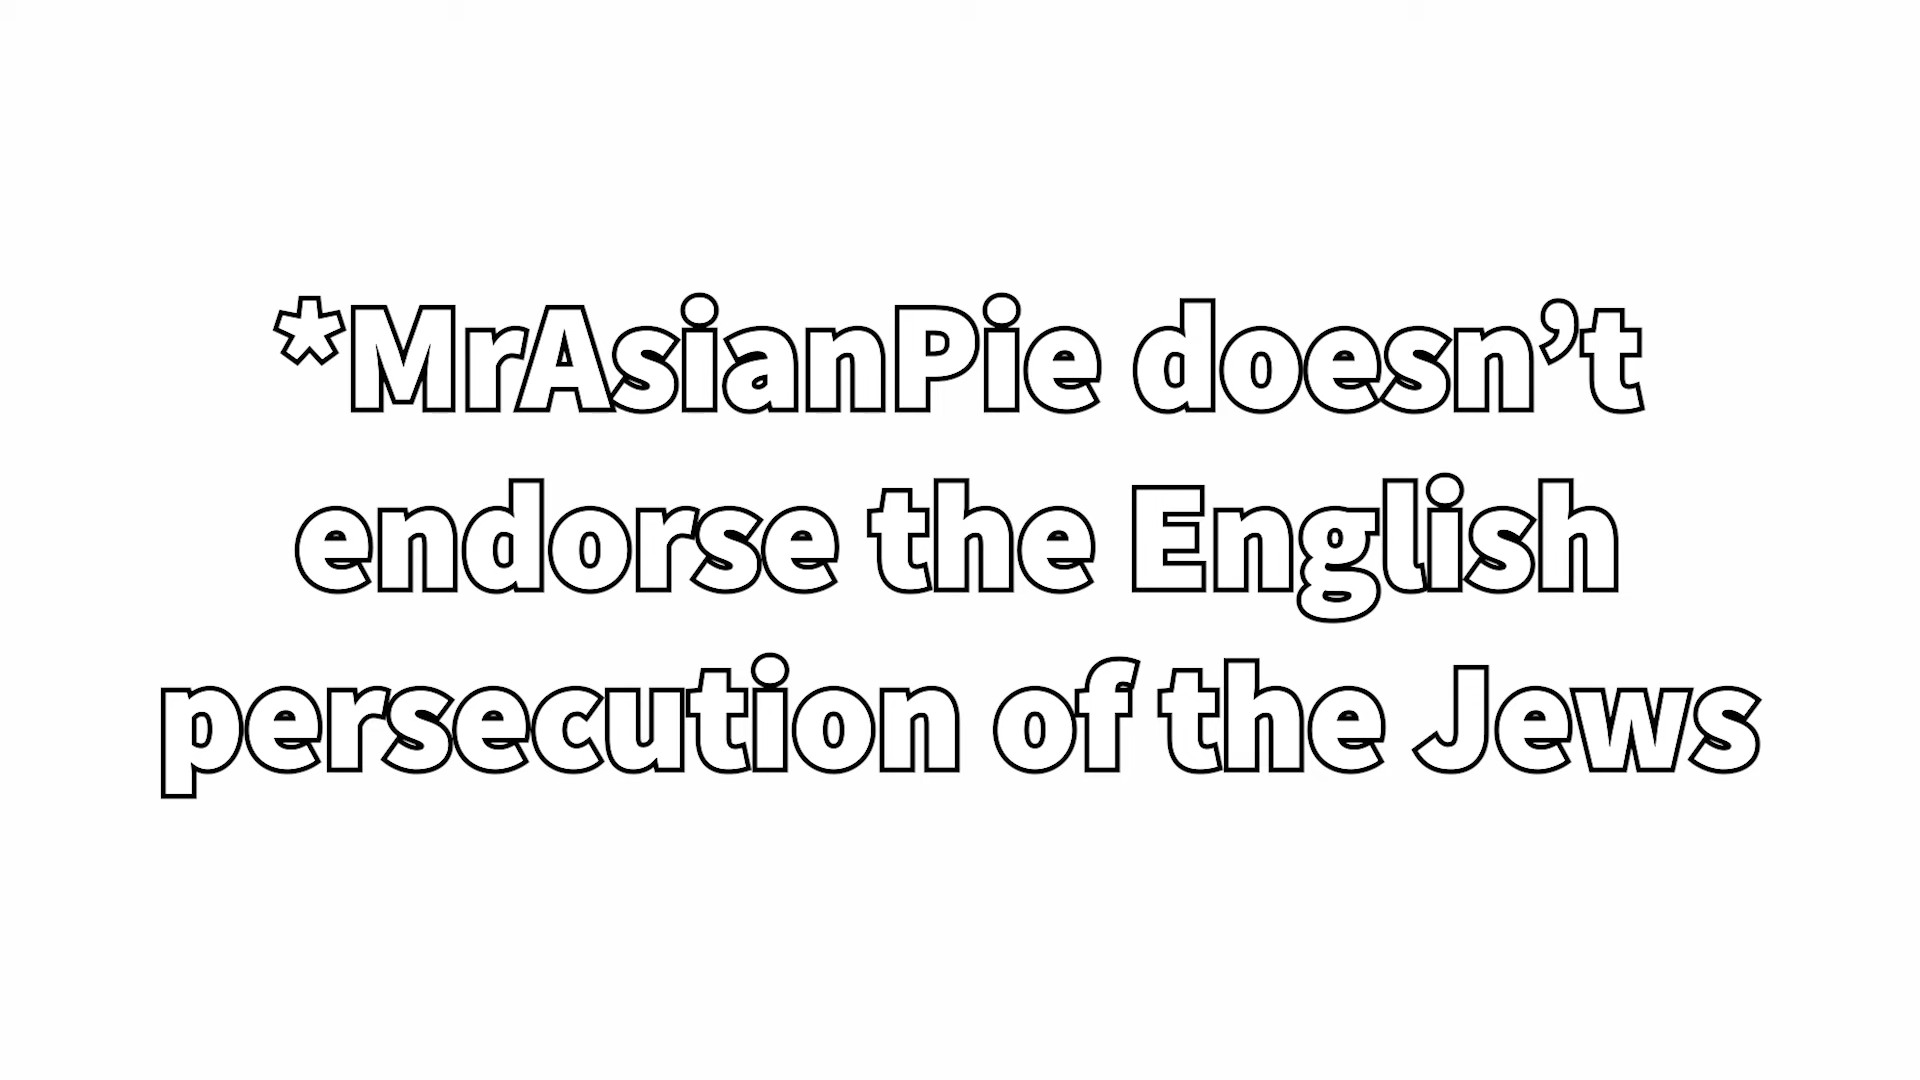 *MrAsianPie doesn’t
endorse the English
persecution of the Jews